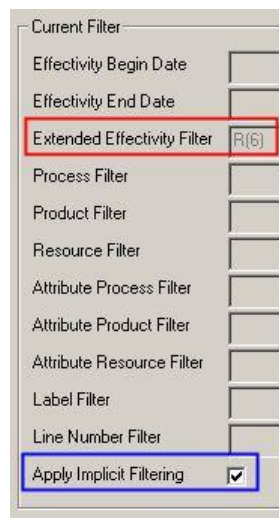 Current Filter
Effectivity Begin Date
Effectivity End Date
Extended Effectivity Filter R(6)
Process Filter
Product Filter
Resource Filter
Attribute Process Filter
Attribute Product Filter
Attribute Resource Filter
Label Filter
Line Number Filter
Apply Implicit Filtering